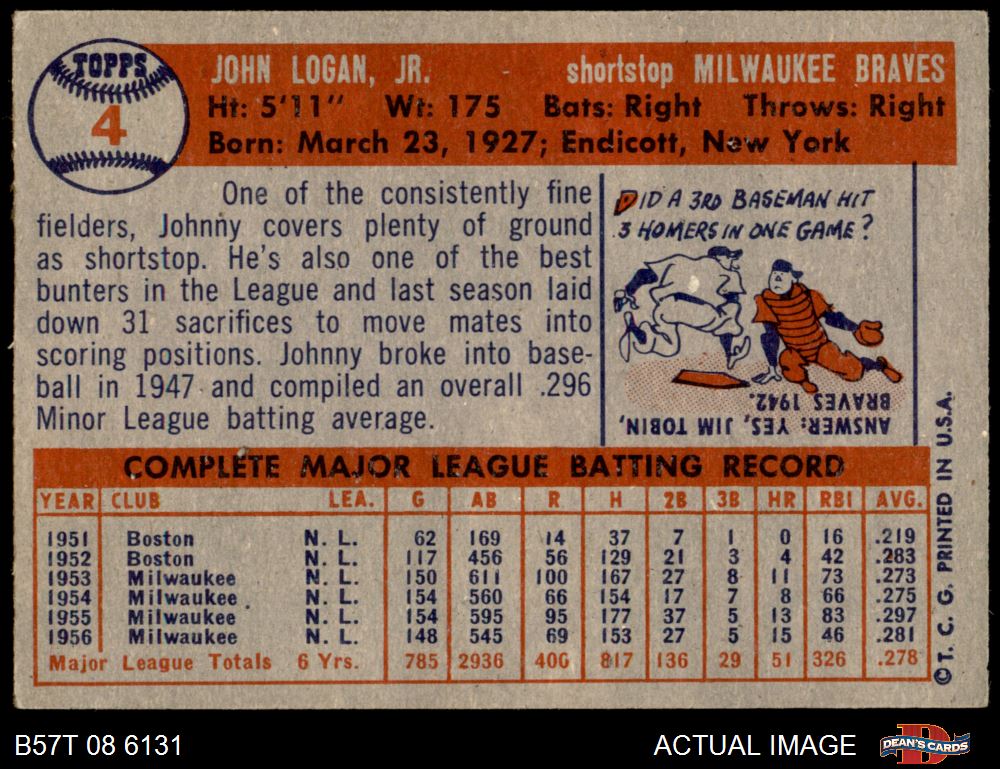 TOPPS
4
JOHN LOGAN, JR. shortstop MILWAUKEE BRAVES
Ht: 5'11" Wt: 175 Bats: Right Throws: Right
Born: March 23, 1927; Endicott, New York
One of the consistently fine
fielders, Johnny covers plenty of ground
as shortstop. He's also one of the best
bunters in the League and last season laid
down 31 sacrifices to move mates into
scoring positions. Johnny broke into base-
ball in 1947 and compiled an overall .296
Minor League batting average.
DID A 3RD BASEMAN HIT
3 HOMERS IN ONE GAME?
ANSWER: YES, JIM TOBIN,
BRAVES 1942.
COMPLETE MAJOR LEAGUE BATTING RECORD
YEAR CLUB LEA. G AB R H 2B 3B HR RBI AVG.
1951 Boston N. L. 62 169 14 37 7 1 0 16 .219
1952 Boston N. L. 117 456 56 129 21 3 4 42 .283
1953 Milwaukee N. L. 150 611 100 167 27 8 11 73 .273
1954 Milwaukee N. L. 154 560 66 154 17 7 8 66 .275
1955 Milwaukee N. L. 154 595 95 177 37 5 13 83 .297
1956 Milwaukee N. L. 148 545 69 153 27 5 15 46 .281
Major League Totals 6 Yrs. 785 2936 400 817 136 29 51 326 .278
© T. C. G. PRINTED IN U.S.A.
B57T 08 6131 ACTUAL IMAGE
DEAN'S CARDS